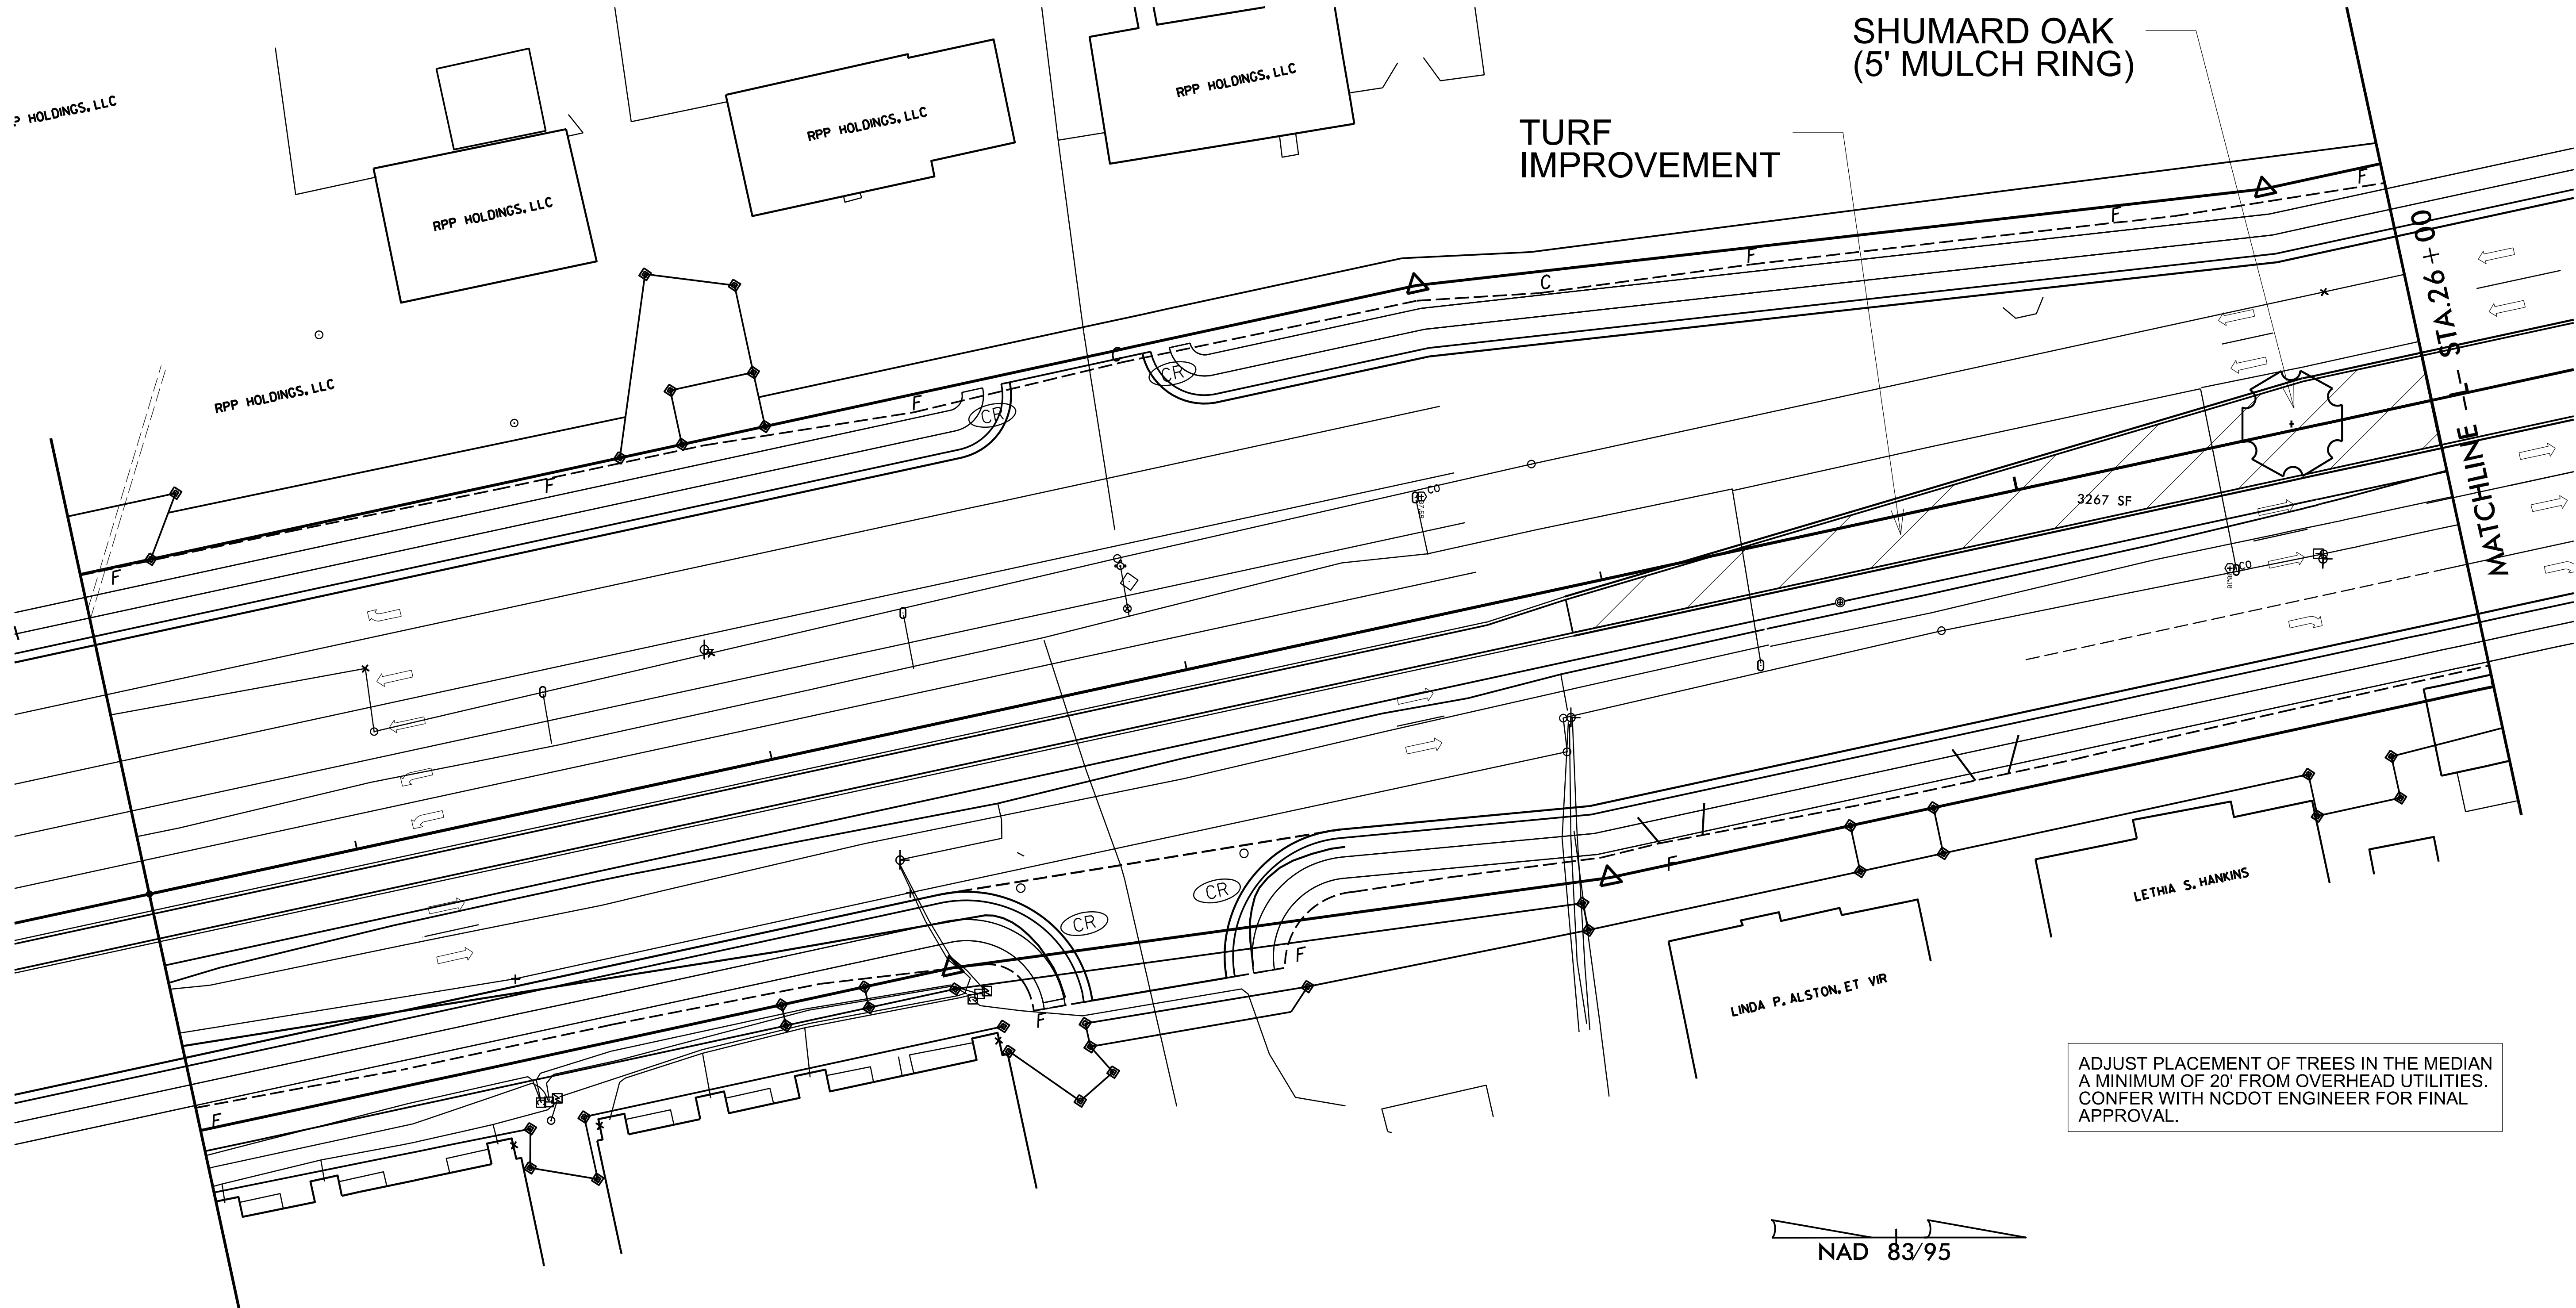 SHUMARD OAK
(5' MULCH RING)
TURF
IMPROVEMENT
P HOLDINGS, LLC
RPP HOLDINGS, LLC
RPP HOLDINGS, LLC
RPP HOLDINGS, LLC
RPP HOLDINGS, LLC
F
F
F
C
C
F
F
F
CR
CR
CO
3267 SF
CO
MATCHLINE -L- STA.26+00
CR
CR
F
F
F
F
LETHIA S. HANKINS
LINDA P. ALSTON, ET VIR
ADJUST PLACEMENT OF TREES IN THE MEDIAN
A MINIMUM OF 20' FROM OVERHEAD UTILITIES.
CONFER WITH NCDOT ENGINEER FOR FINAL
APPROVAL.
NAD 83/95